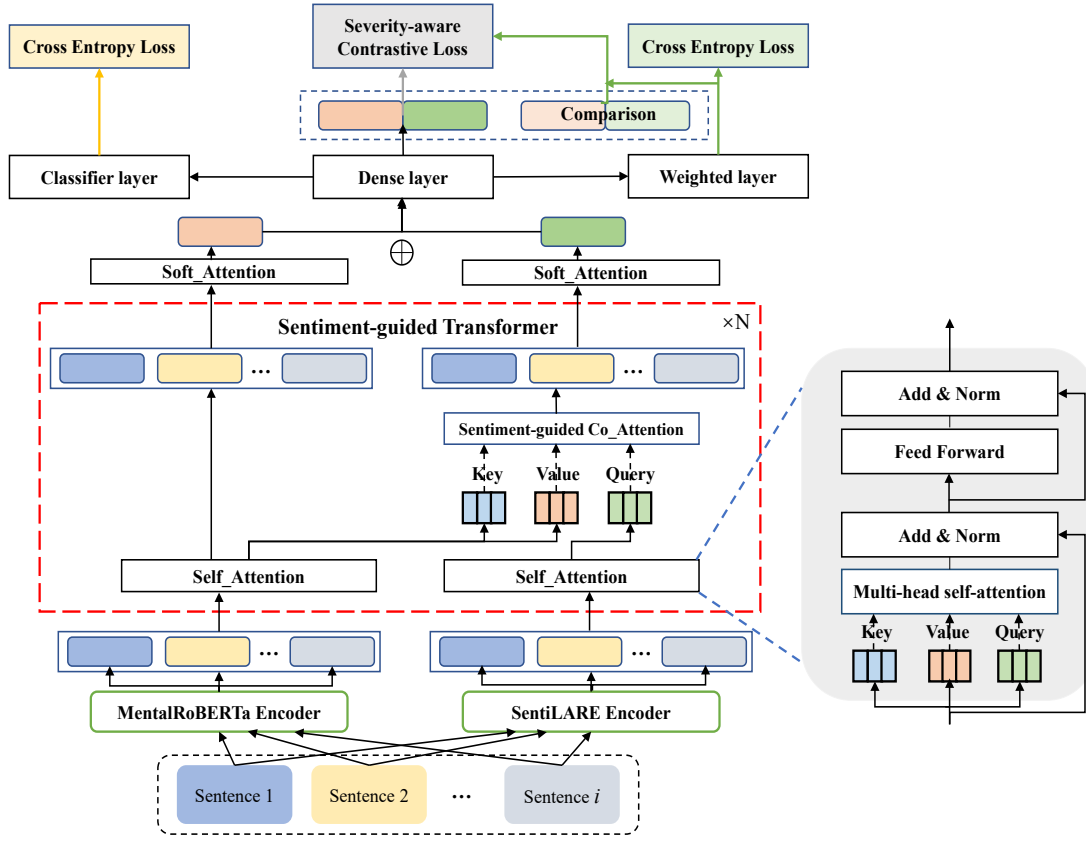 Cross Entropy Loss
Severity-aware
Contrastive Loss
Cross Entropy Loss
Comparison
Classifier layer
Dense layer
Weighted layer
Soft_Attention
Soft_Attention
Sentiment-guided Transformer
×N
...
...
Sentiment-guided Co_Attention
Key
Value
Query
Self_Attention
Self_Attention
...
...
MentalRoBERTa Encoder
SentiLARE Encoder
Sentence 1
Sentence 2
...
Sentence i
Add & Norm
Feed Forward
Add & Norm
Multi-head self-attention
Key
Value
Query